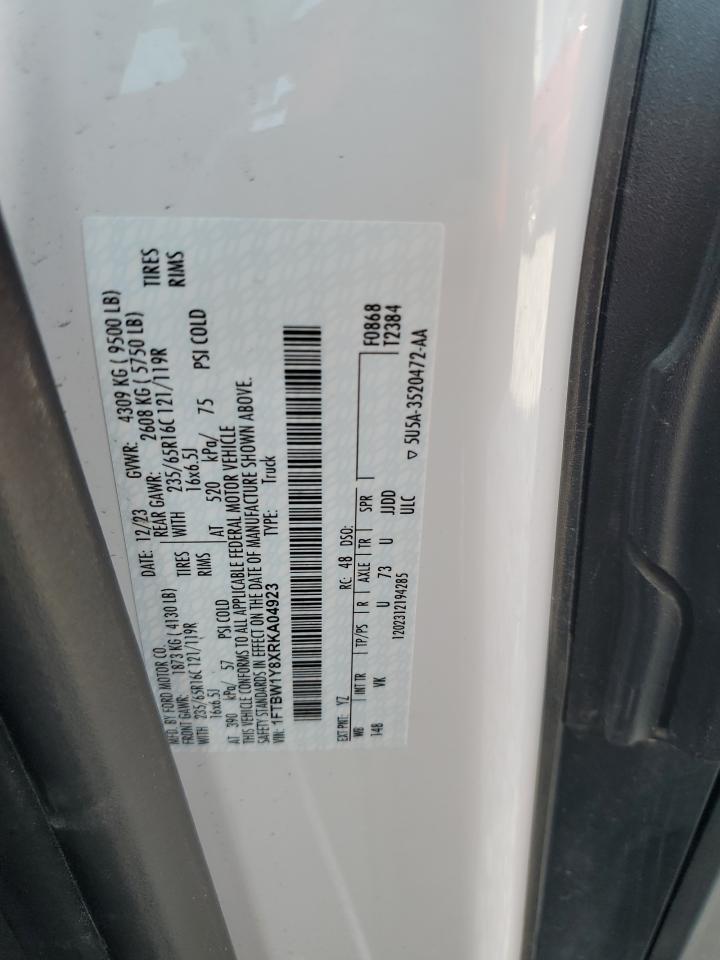 MFD. BY FORD MOTOR CO.
DATE: 12/23 GVWR: 4309 KG ( 9500 LB)
FRONT GAWR: 1873 KG ( 4130 LB) REAR GAWR: 2608 KG ( 5750 LB)
WITH 235/65R16C 121/119R TIRES WITH 235/65R16C 121/119R TIRES
16x6.5J RIMS 16x6.5J RIMS
AT 390 kPa/ 57 PSI COLD AT 520 kPa/ 75 PSI COLD
THIS VEHICLE CONFORMS TO ALL APPLICABLE FEDERAL MOTOR VEHICLE
SAFETY STANDARDS IN EFFECT ON THE DATE OF MANUFACTURE SHOWN ABOVE.
VIN: 1FTBW1Y8XRKA04923 TYPE: Truck
EXT PNT: YZ RC: 48 DSO: F0868
WB INT TR TP/PS R AXLE TR SPR T2384
148 VK U 73 U JJDD
1202312194285 ULC
▽ 5U5A-3520472-AA